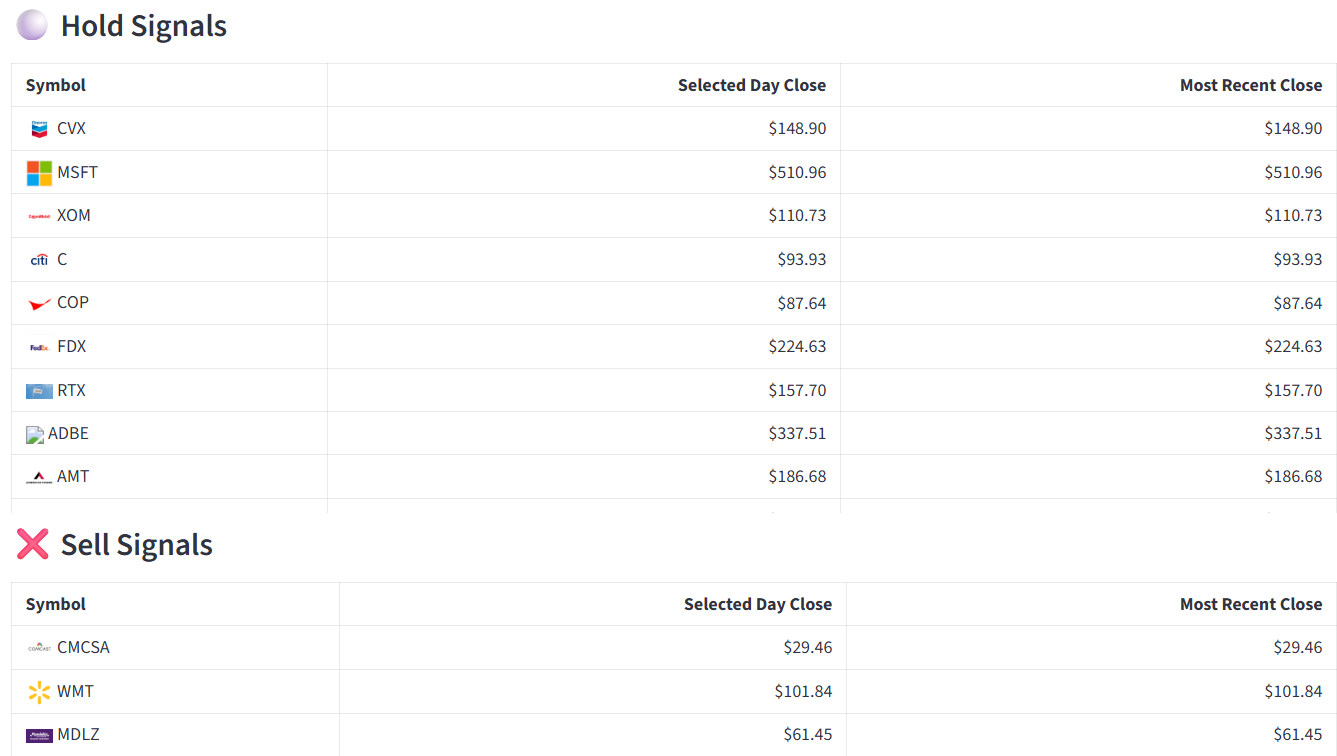 Hold Signals
Symbol Selected Day Close Most Recent Close
CVX $148.90 $148.90
MSFT $510.96 $510.96
XOM $110.73 $110.73
citi C $93.93 $93.93
COP $87.64 $87.64
FedEx FDX $224.63 $224.63
RTX $157.70 $157.70
ADBE $337.51 $337.51
AMT $186.68 $186.68
Sell Signals
Symbol Selected Day Close Most Recent Close
COMCAST CMCSA $29.46 $29.46
WMT $101.84 $101.84
MDLZ $61.45 $61.45